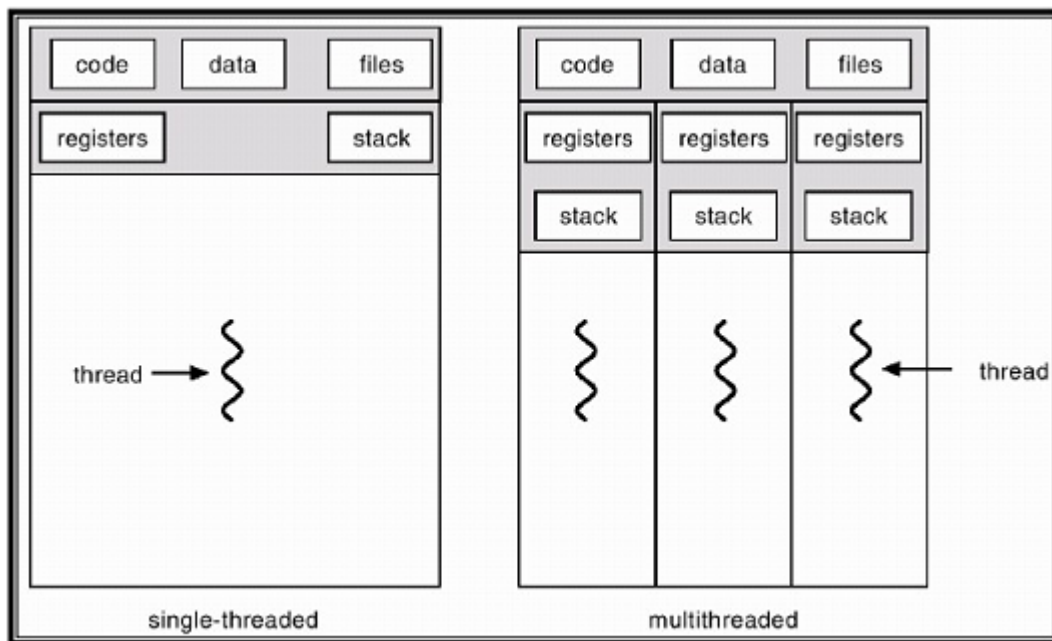 code data files
registers stack
thread
single-threaded
code data files
registers registers registers
stack stack stack
thread
multithreaded